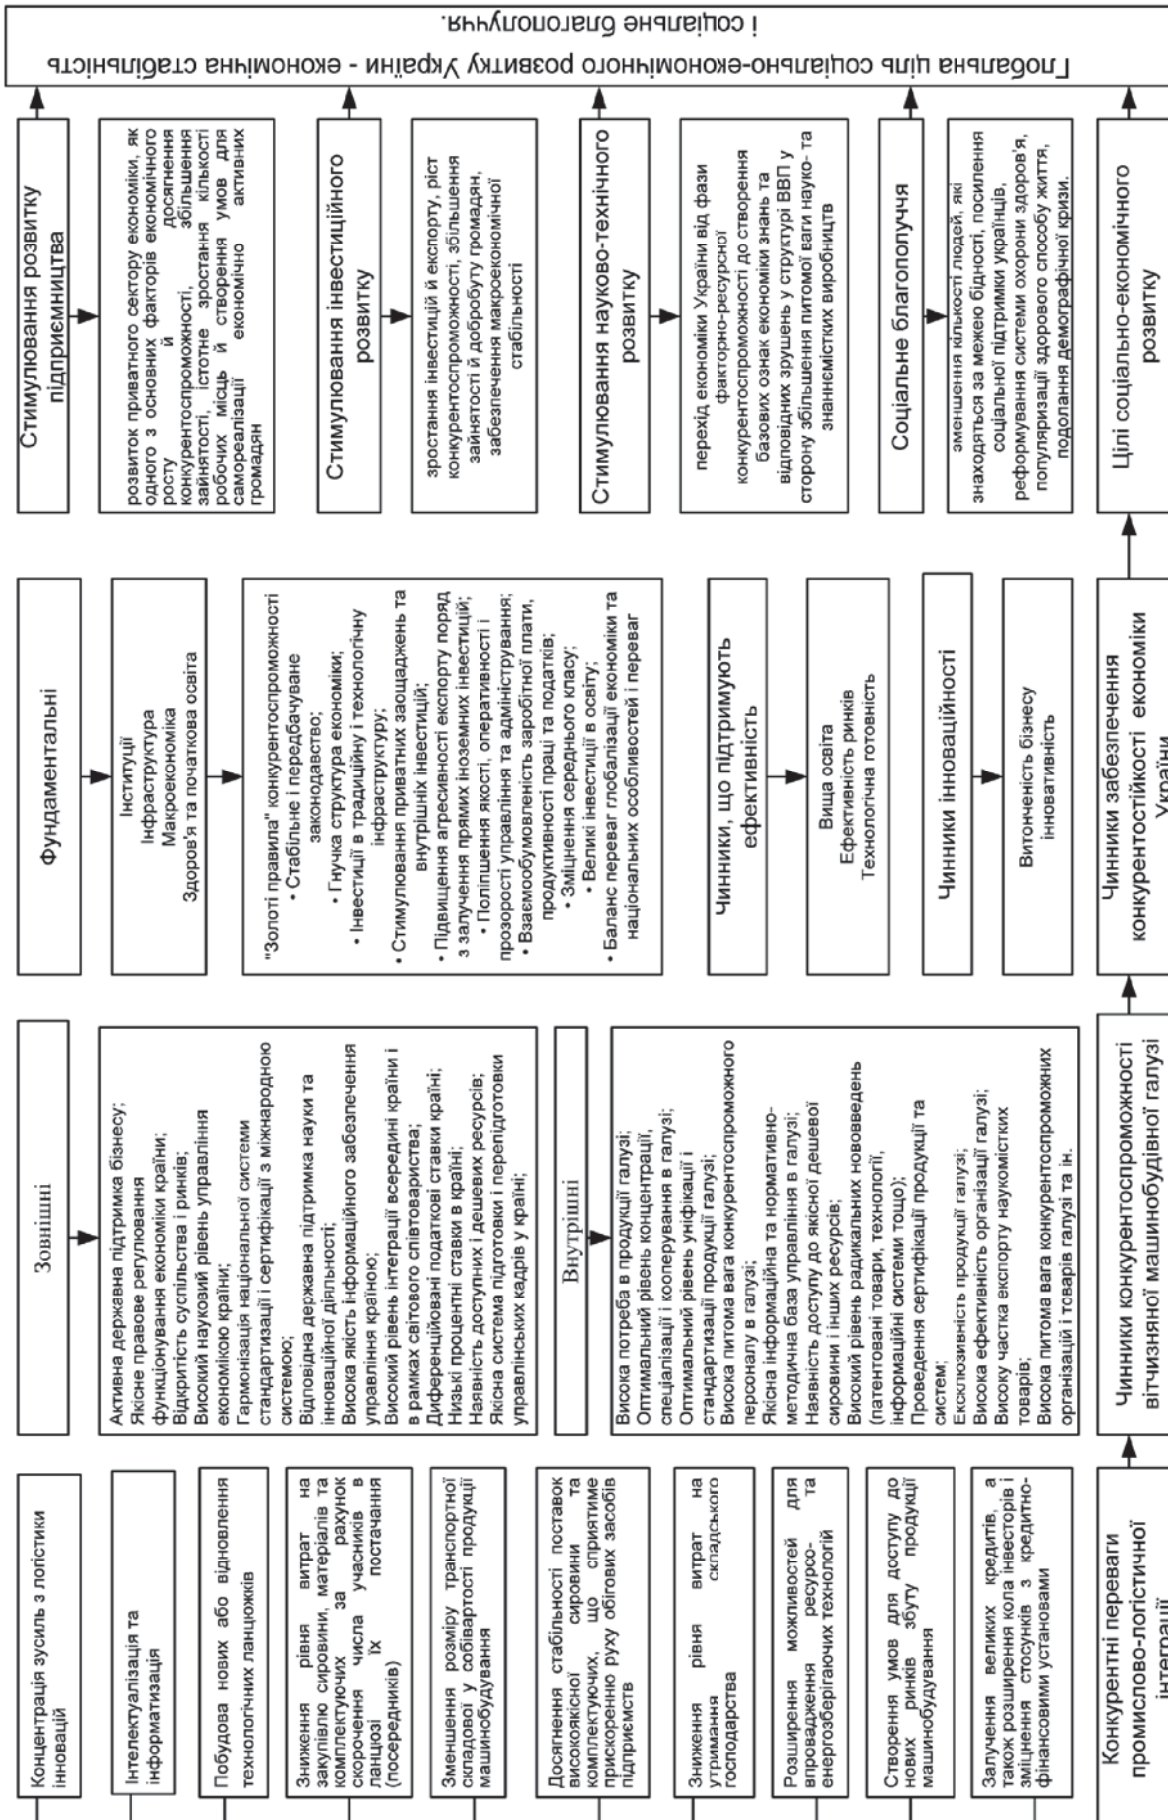 Глобальна ціль соціально-економічного розвитку України - економічна стабільність
і соціальне благополуччя.
Стимулювання розвитку
підприємництва
розвиток приватного сектору економіки, як
одного з основних факторів економічного
росту й досягнення
конкурентоспроможності, збільшення
зайнятості, істотне зростання кількості
робочих місць й створення умов для
самореалізації економічно активних
громадян
Стимулювання інвестиційного
розвитку
зростання інвестицій й експорту, ріст
конкурентоспроможності, збільшення
зайнятості й добробуту громадян,
забезпечення макроекономічної
стабільності
Стимулювання науково-технічного
розвитку
перехід економіки України від фази
факторно-ресурсної
конкурентоспроможності до створення
базових ознак економіки знань та
відповідних зрушень у структурі ВВП у
сторону збільшення питомої ваги науко- та
знаннємістких виробництв
Соціальне благополуччя
зменшення кількості людей, які
знаходяться за межею бідності, посилення
соціальної підтримки українців,
реформування системи охорони здоров'я,
популяризації здорового способу життя,
подолання демографічної кризи.
Цілі соціально-економічного
розвитку
Фундаментальні
Інституції
Інфраструктура
Макроекономіка
Здоров'я та початкова освіта
"Золоті правила" конкурентоспроможності
• Стабільне і передбачуване
законодавство;
• Гнучка структура економіки;
• Інвестиції в традиційну і технологічну
інфраструктуру;
• Стимулювання приватних заощаджень та
внутрішніх інвестицій;
• Підвищення агресивності експорту поряд
з залучення прямих іноземних інвестицій;
• Поліпшення якості, оперативності і
прозорості управління та адміністрування;
• Взаємообумовленість заробітної плати,
продуктивності праці та податків;
• Зміцнення середнього класу;
• Великі інвестиції в освіту;
• Баланс переваг глобалізації економіки та
національних особливостей і переваг
Чинники, що підтримують
ефективність
Вища освіта
Ефективність ринків
Технологічна готовність
Чинники інноваційності
Витонченість бізнесу
інновативність
Чинники забезпечення
конкурентостійкості економіки
України
Зовнішні
Активна державна підтримка бізнесу;
Якісне правове регулювання
функціонування економіки країни;
Відкритість суспільства і ринків;
Високий науковий рівень управління
економікою країни;
Гармонізація національної системи
стандартизації і сертифікації з міжнародною
системою;
Відповідна державна підтримка науки та
інноваційної діяльності;
Висока якість інформаційного забезпечення
управління країною;
Високий рівень інтеграції всередині країни і
в рамках світового співтовариства;
Диференційовані податкові ставки країні;
Низькі процентні ставки в країні;
Наявність доступних и дешевих ресурсів;
Якісна система підготовки і перепідготовки
управлінських кадрів у країні;
Внутрішні
Висока потреба в продукції галузі;
Оптимальний рівень концентрації,
спеціалізації і кооперування в галузі;
Оптимальний рівень уніфікації і
стандартизації продукції галузі;
Висока питома вага конкурентоспроможного
персоналу в галузі;
Якісна інформаційна та нормативно-
методична база управління в галузі;
Наявність доступу до якісної дешевої
сировини і інших ресурсів;
Високий рівень радикальних нововведень
(патентовані товари, технології,
інформаційні системи тощо);
Проведення сертифікації продукції та
систем;
Ексклюзивність продукції галузі;
Висока ефективність організації галузі;
Високу частка експорту наукомістких
товарів;
Висока питома вага конкурентоспроможних
організацій і товарів галузі та ін.
Чинники конкурентоспроможності
вітчизняної машинобудівної галузі
Концентрація зусиль з логістики
інновацій
Інтелектуалізація та
інформатизація
Побудова нових або відновлення
технологічних ланцюжків
Зниження рівня витрат на
закупівлю сировини, матеріалів та
комплектуючих за рахунок
скорочення числа учасників в
ланцюзі їх постачання
(посередників)
Зменшення розміру транспортної
складової у собівартості продукції
машинобудування
Досягнення стабільності поставок
високоякісної сировини та
комплектуючих, що сприятиме
прискоренню руху обігових засобів
підприємств
Зниження рівня витрат на
утримання складського
господарства
Розширення можливостей для
впровадження ресурсо- та
енергозберігаючих технологій
Створення умов для доступу до
нових ринків збуту продукції
машинобудування
Залучення великих кредитів, а
також розширення кола інвесторів і
зміцнення стосунків з кредитно-
фінансовими установами
Конкурентні переваги
промислово-логістичної
інтеграції